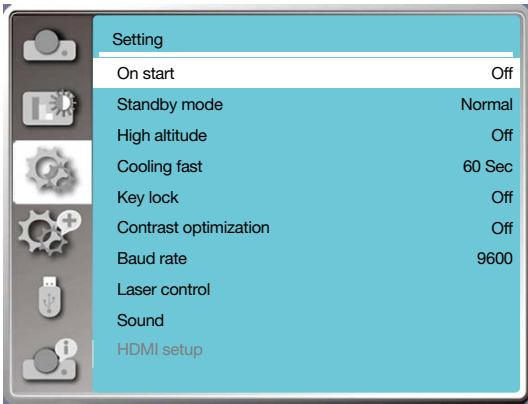 Setting
On start Off
Standby mode Normal
High altitude Off
Cooling fast 60 Sec
Key lock Off
Contrast optimization Off
Baud rate 9600
Laser control
Sound
HDMI setup